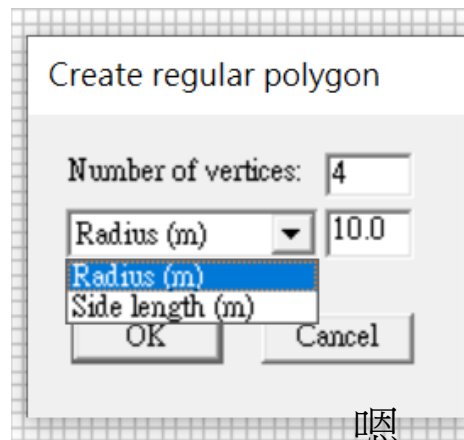 Create regular polygon
Number of vertices: 4
Radius (m) 10.0
Radius (m)
Side length (m)
OK Cancel
嗯